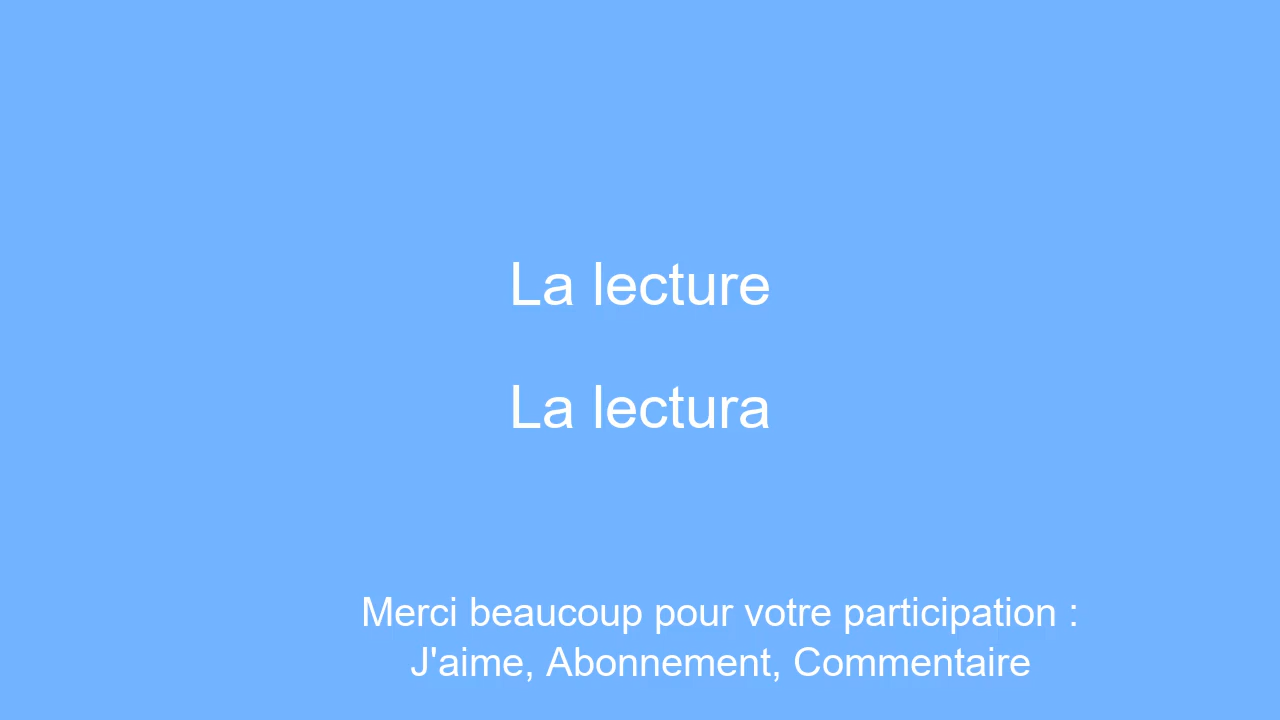 La lecture
La lectura
Merci beaucoup pour votre participation :
J'aime, Abonnement, Commentaire